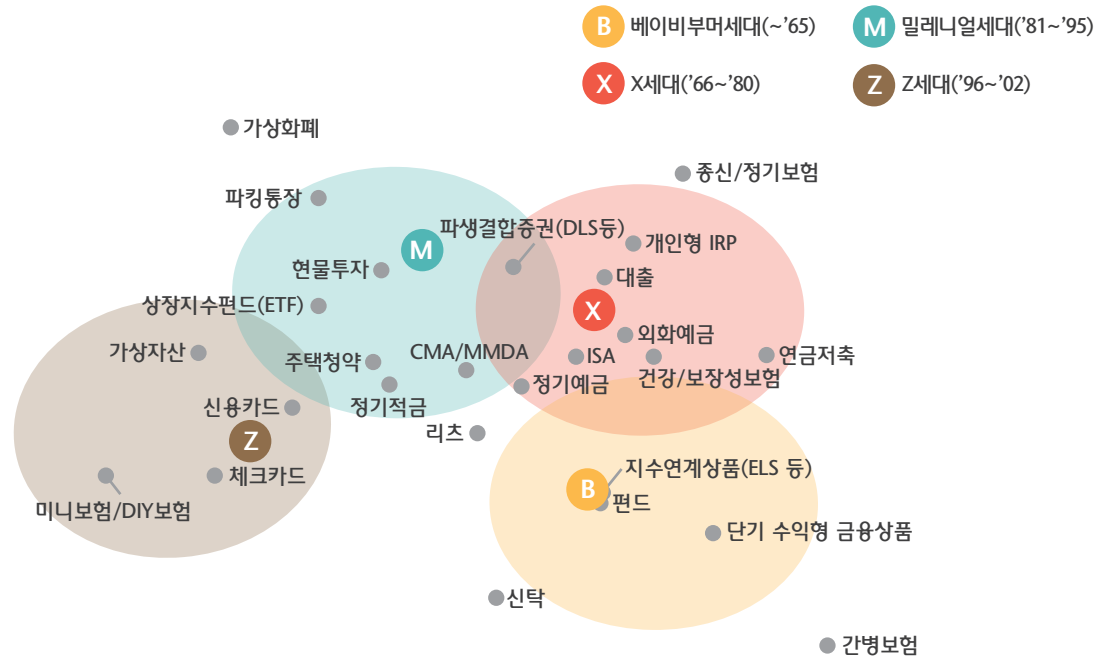 B 베이비부머세대(~’65)
M 밀레니얼세대(’81~’95)
X X세대(’66~’80)
Z Z세대(’96~’02)
가상화폐
종신/정기보험
파킹통장
파생결합증권(DLS등)
M
개인형 IRP
현물투자
대출
상장지수펀드(ETF)
X
외화예금
가상자산
주택청약
CMA/MMDA
ISA
연금저축
건강/보장성보험
정기예금
신용카드
정기적금
리츠
Z
체크카드
지수연계상품(ELS 등)
B
펀드
미니보험/DIY보험
단기 수익형 금융상품
신탁
간병보험